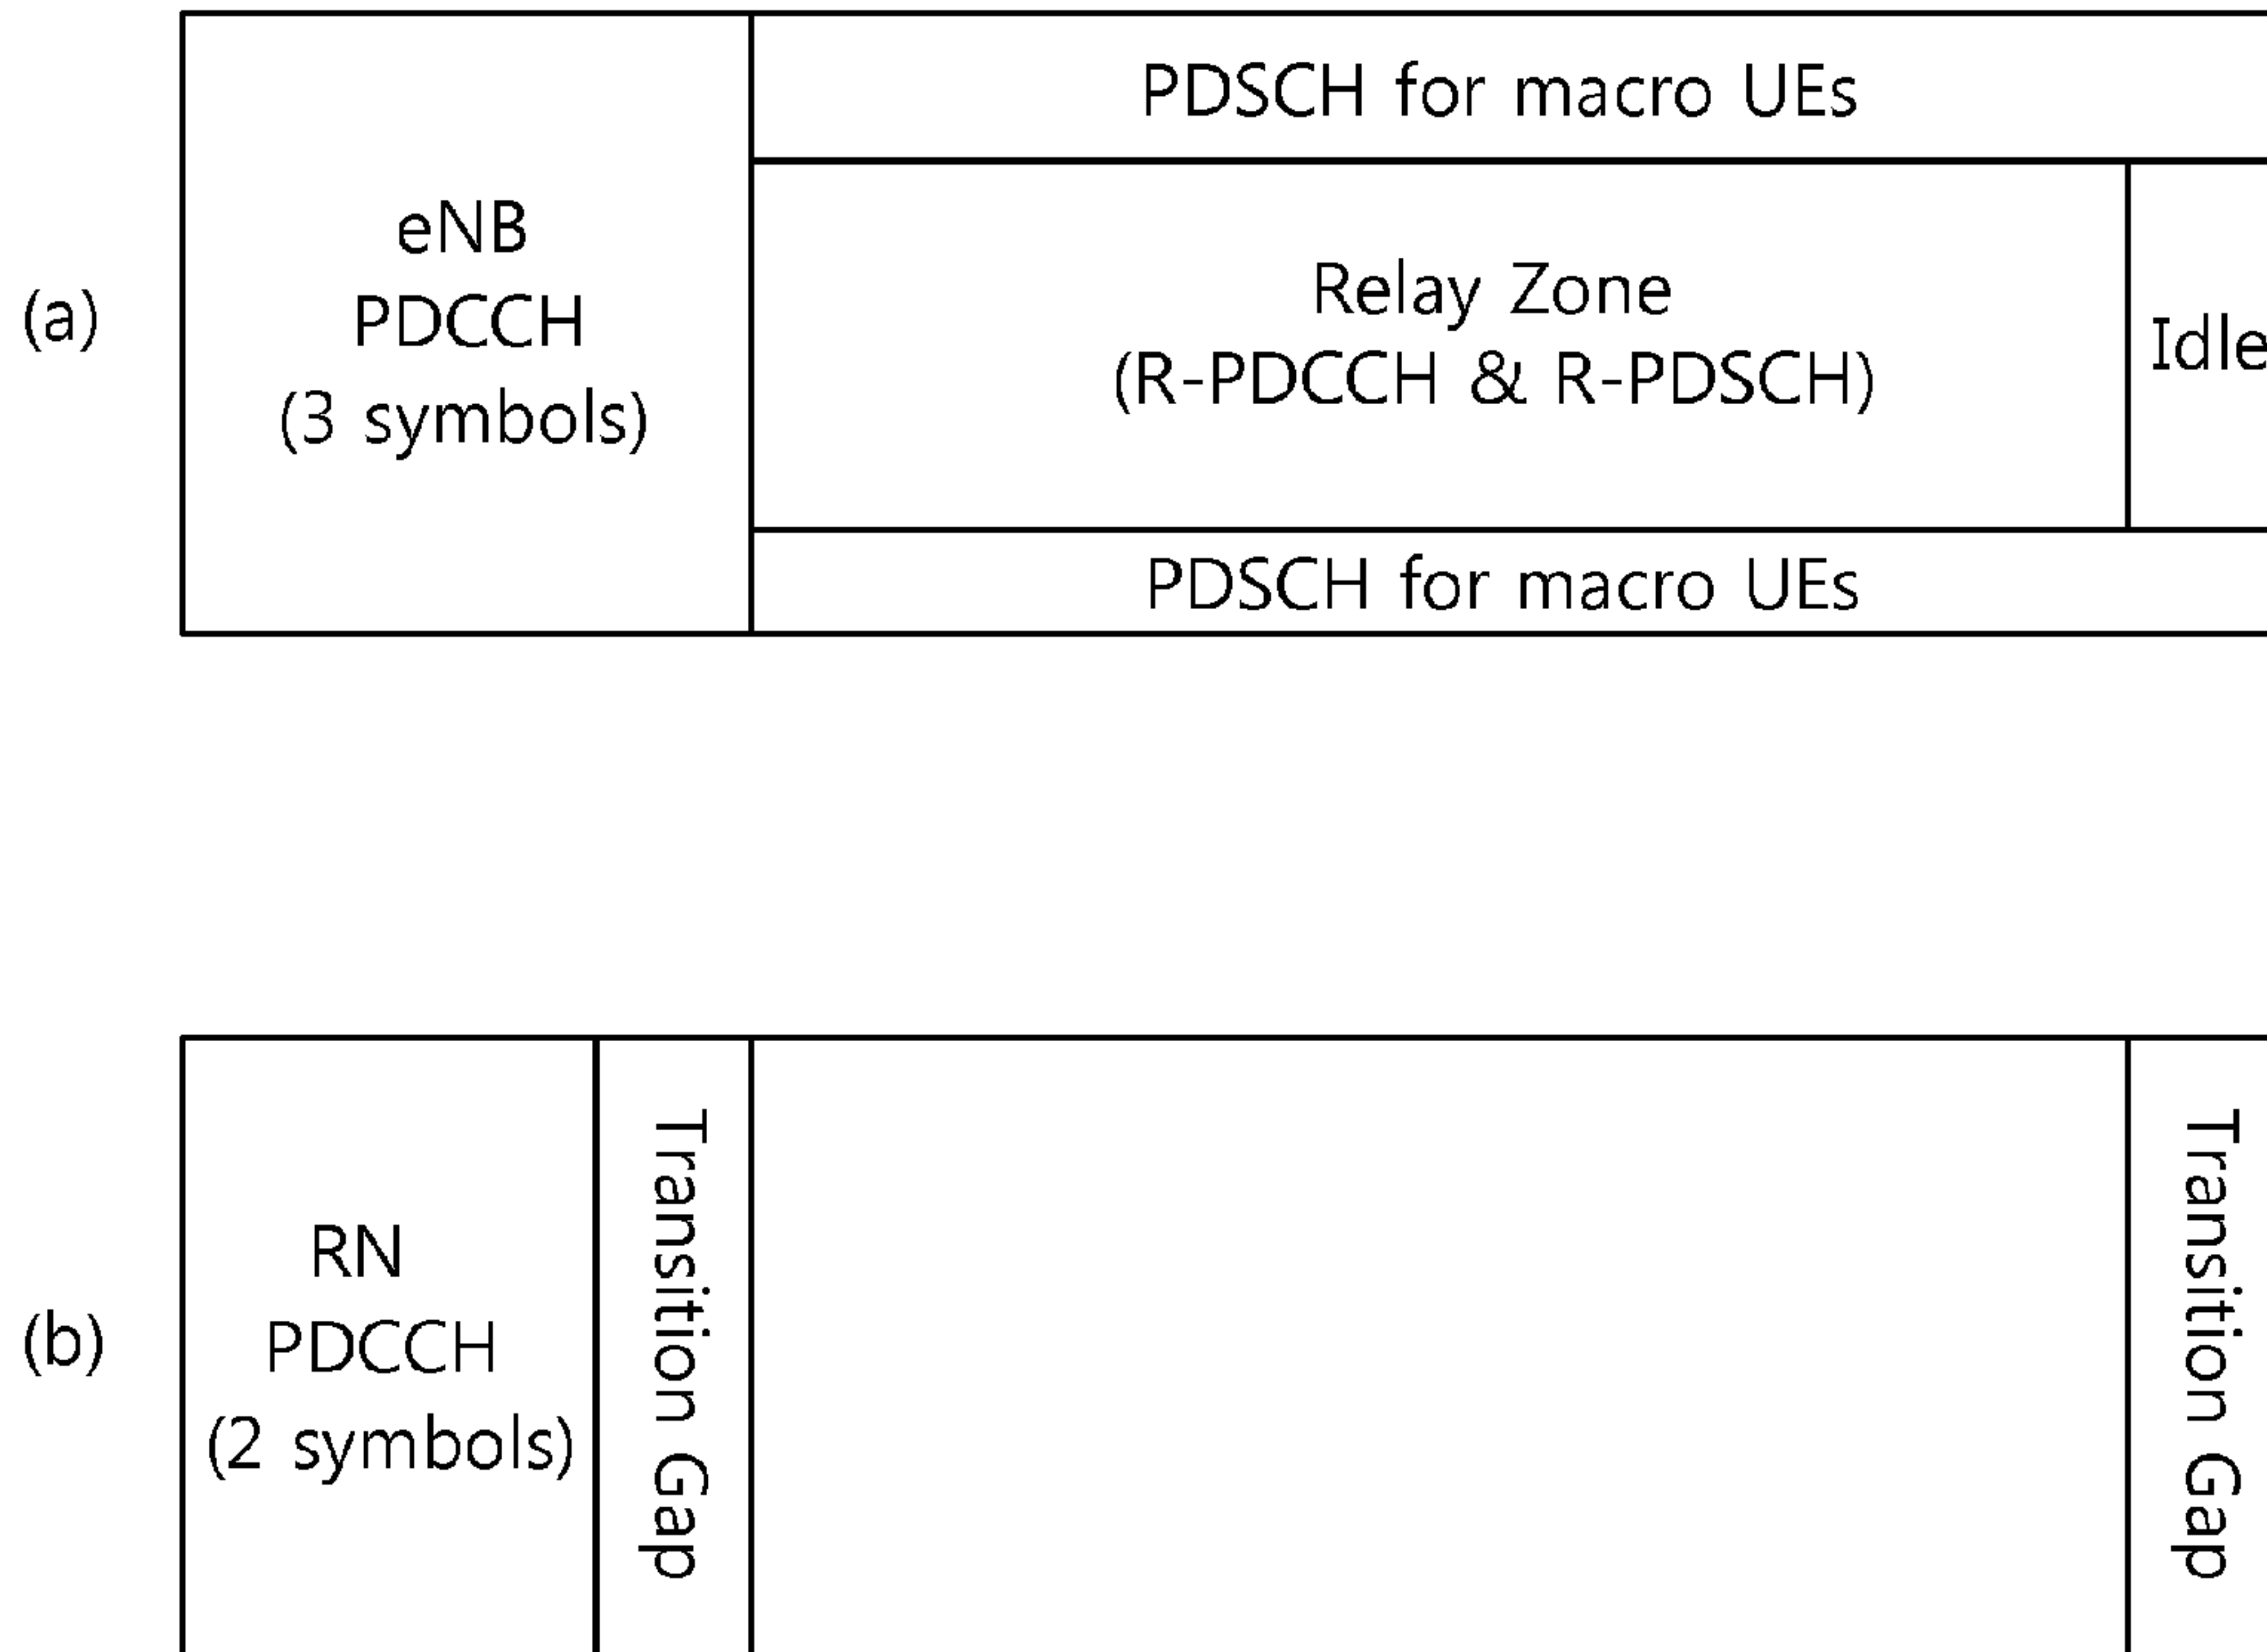 PDSCH for macro UEs
eNB
PDCCH
(3 symbols)
(a)
Relay Zone
(R-PDCCH & R-PDSCH)
Idle
PDSCH for macro UEs
RN
PDCCH
(2 symbols)
(b)
Transition Gap
Transition Gap